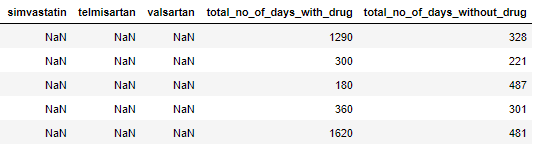 simvastatin telmisartan valsartan total_no_of_days_with_drug total_no_of_days_without_drug
NaN NaN NaN 1290 328
NaN NaN NaN 300 221
NaN NaN NaN 180 487
NaN NaN NaN 360 301
NaN NaN NaN 1620 481